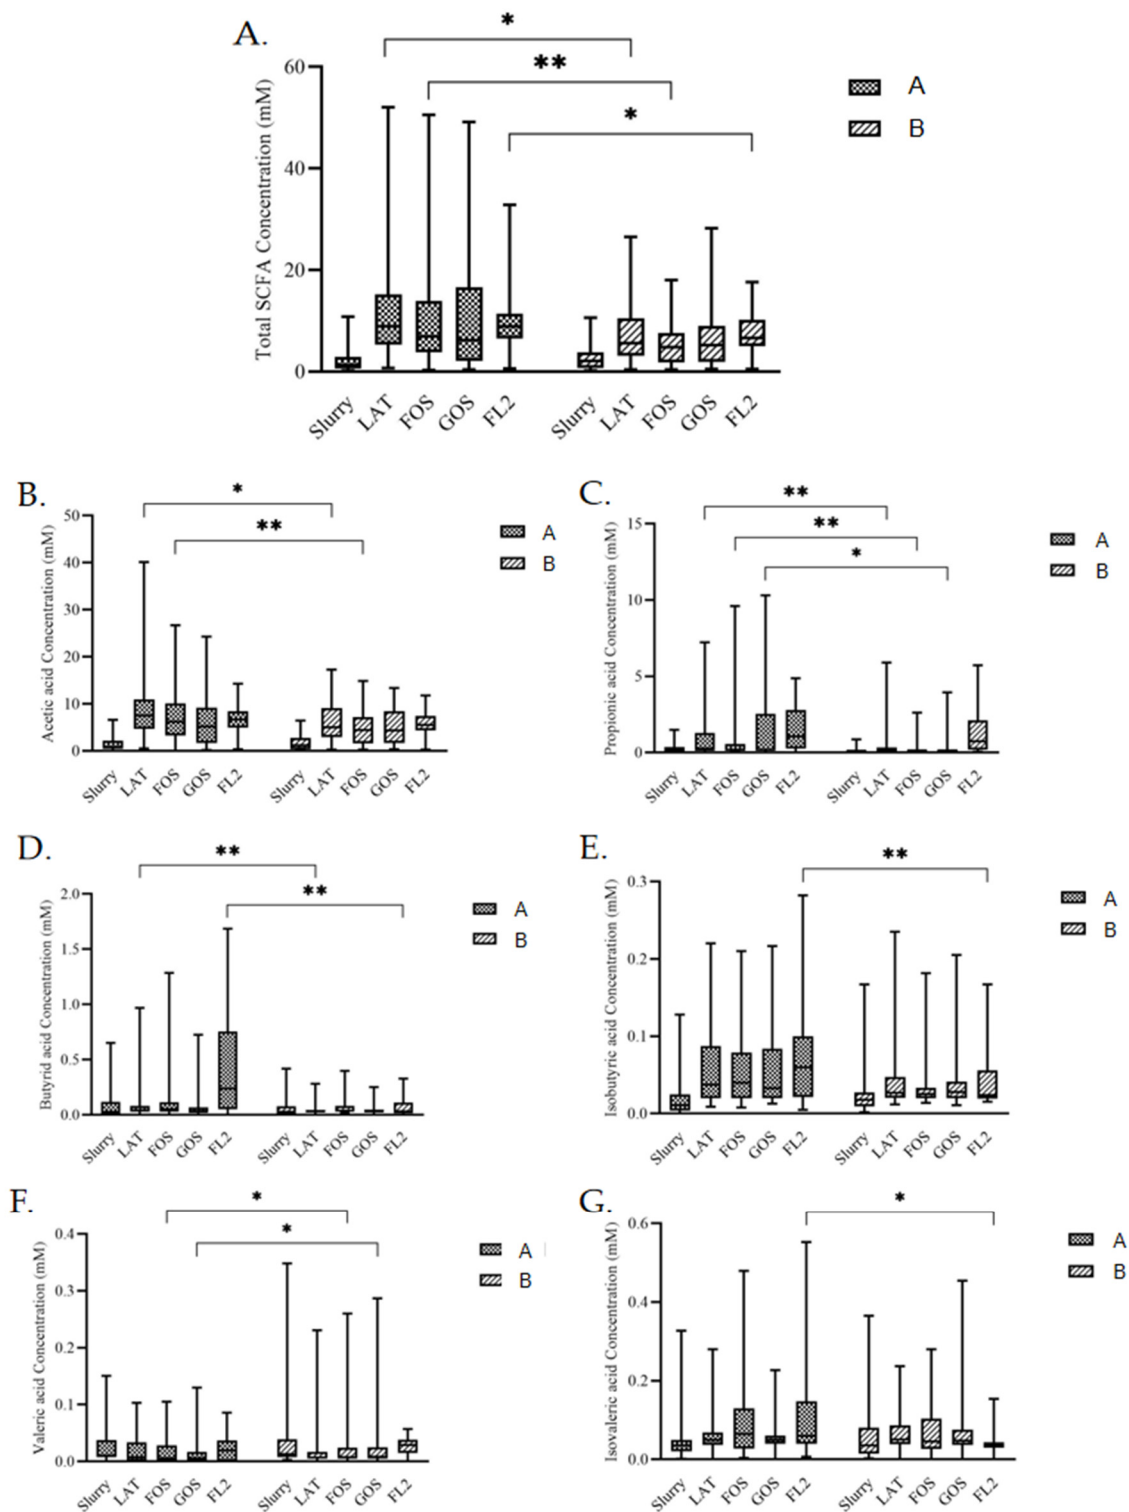 A.
*
**
*
A
B
Total SCFA Concentration (mM)
60
40
20
0
Slurry LAT FOS GOS FL2 Slurry LAT FOS GOS FL2
B.
*
**
A
B
Acetic acid Concentration (mM)
50
40
30
20
10
0
Slurry LAT FOS GOS FL2 Slurry LAT FOS GOS FL2
C.
**
**
*
A
B
Propionic acid Concentration (mM)
15
10
5
0
Slurry LAT FOS GOS FL2 Slurry LAT FOS GOS FL2
D.
**
**
A
B
Butyrid acid Concentration (mM)
2.0
1.5
1.0
0.5
0.0
Slurry LAT FOS GOS FL2 Slurry LAT FOS GOS FL2
E.
**
A
B
Isobutyric acid Concentration (mM)
0.3
0.2
0.1
0.0
Slurry LAT FOS GOS FL2 Slurry LAT FOS GOS FL2
F.
*
*
A
B
Valeric acid Concentration (mM)
0.4
0.3
0.2
0.1
0.0
Slurry LAT FOS GOS FL2 Slurry LAT FOS GOS FL2
G.
*
A
B
Isovaleric acid Concentration (mM)
0.6
0.4
0.2
0.0
Slurry LAT FOS GOS FL2 Slurry LAT FOS GOS FL2